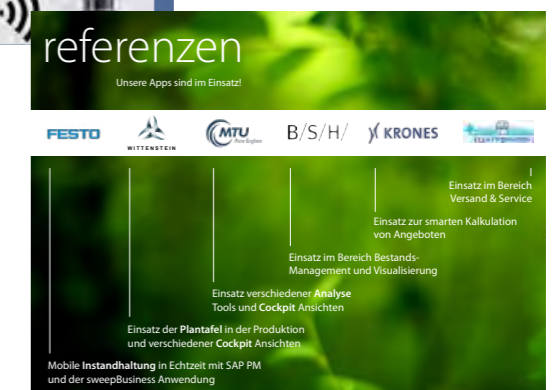 referenzen
Unsere Apps sind im Einsatz!
FESTO
WITTENSTEIN
MTU
B/S/H/
KRONES
Einsatz im Bereich
Versand & Service
Einsatz zur smarten Kalkulation
von Angeboten
Einsatz im Bereich Bestands-
Management und Visualisierung
Einsatz verschiedener Analyse
Tools und Cockpit Ansichten
Einsatz der Plantafel in der Produktion
und verschiedener Cockpit Ansichten
Mobile Instandhaltung in Echtzeit mit SAP PM
und der sweepBusiness Anwendung